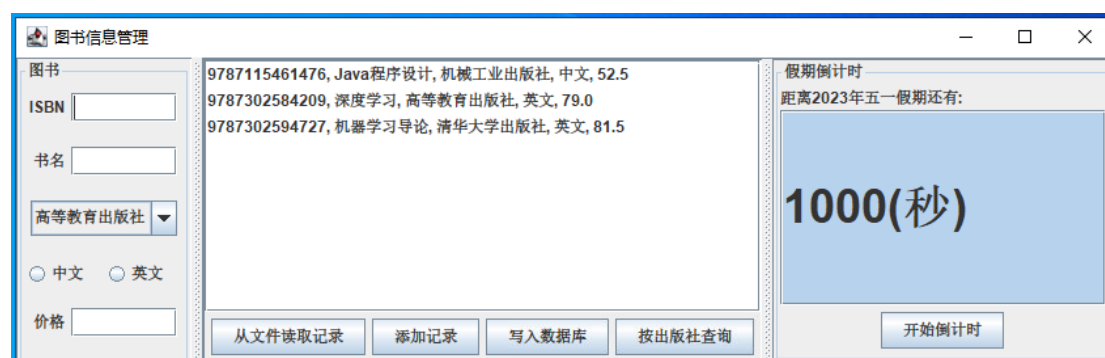 图书信息管理
图书
ISBN
书名
高等教育出版社
中文 英文
价格
9787115461476, Java程序设计, 机械工业出版社, 中文, 52.5
9787302584209, 深度学习, 高等教育出版社, 英文, 79.0
9787302594727, 机器学习导论, 清华大学出版社, 英文, 81.5
从文件读取记录 添加记录 写入数据库 按出版社查询
假期倒计时
距离2023年五一假期还有:
1000(秒)
开始倒计时